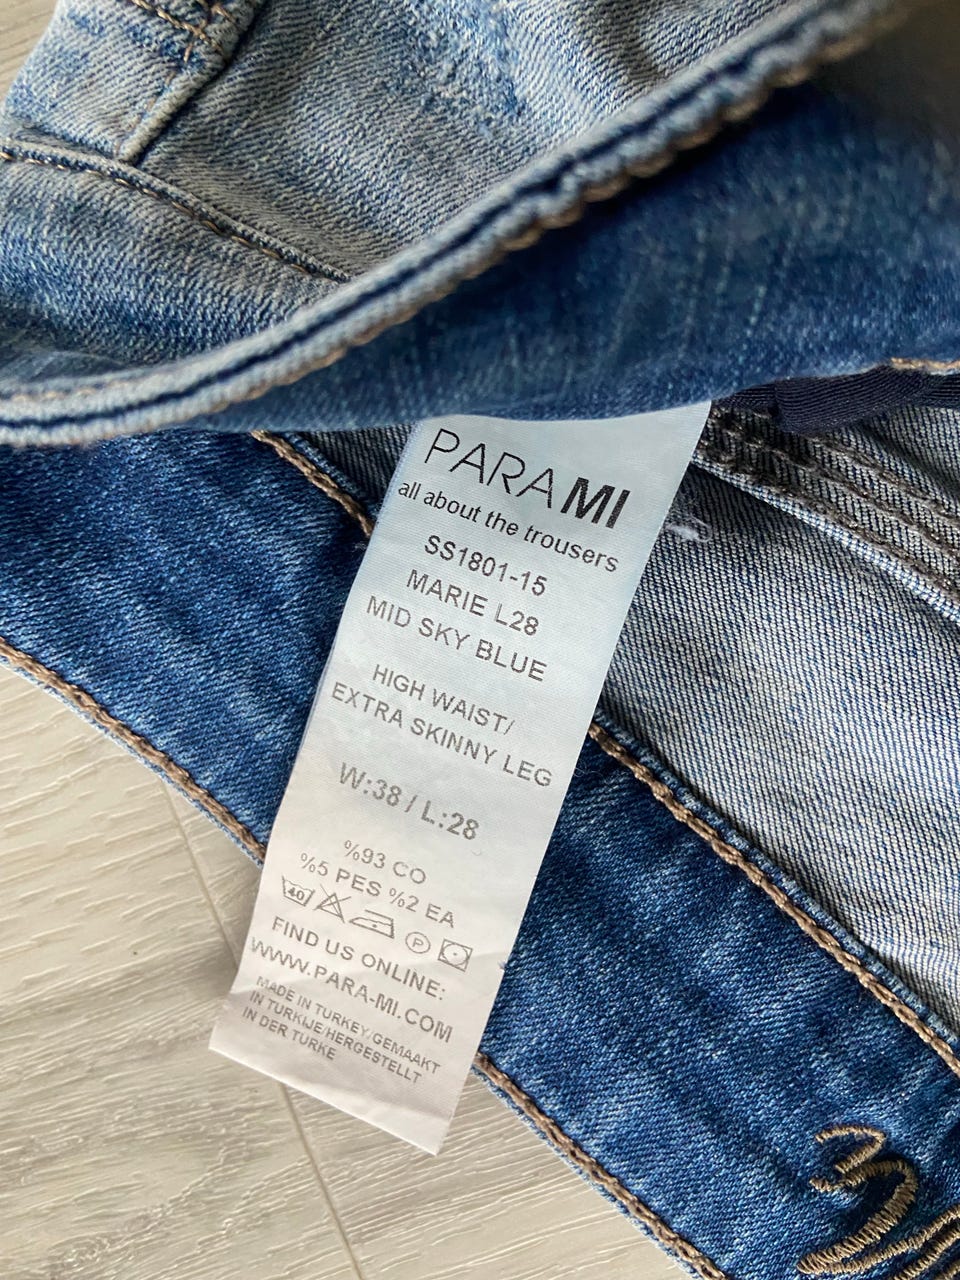 PARAMI
all about the trousers
SS1801-15
MARIE L28
MID SKY BLUE
HIGH WAIST/
EXTRA SKINNY LEG
W:38 / L:28
%93 CO
%5 PES %2 EA
40 P
FIND US ONLINE:
WWW.PARA-MI.COM
MADE IN TURKEY/GEMAAKT
IN TURKIJE/HERGESTELLT
IN DER TURKE